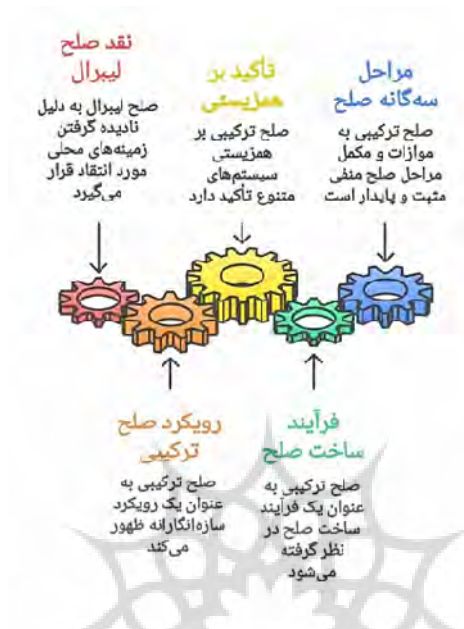 نقد صلح
لیبرال
صلح لیبرال به دلیل
نادیده گرفتن
زمینه‌های محلی
مورد انتقاد قرار
می‌گیرد
تأکید بر
همزیستی
صلح ترکیبی بر
همزیستی
سیستم‌های
متنوع تأکید دارد
مراحل
سه‌گانه صلح
صلح ترکیبی به
موازات و مکمل
مراحل صلح منفی
مثبت و پایدار است
رویکرد صلح
ترکیبی
صلح ترکیبی به
عنوان یک رویکرد
سازه‌انگارانه ظهور
می‌کند
فرآیند
ساخت صلح
صلح ترکیبی به
عنوان یک فرآیند
ساخت صلح در
نظر گرفته
می‌شود